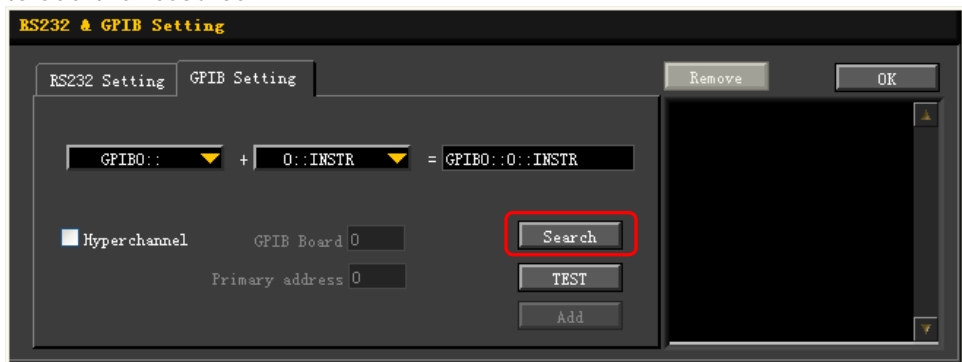 RS232 & GPIB Setting
RS232 Setting GPIB Setting Remove OK
GPIB0:: + 0::INSTR = GPIB0::0::INSTR
Hyperchannel GPIB Board 0 Search
Primary address 0 TEST
Add